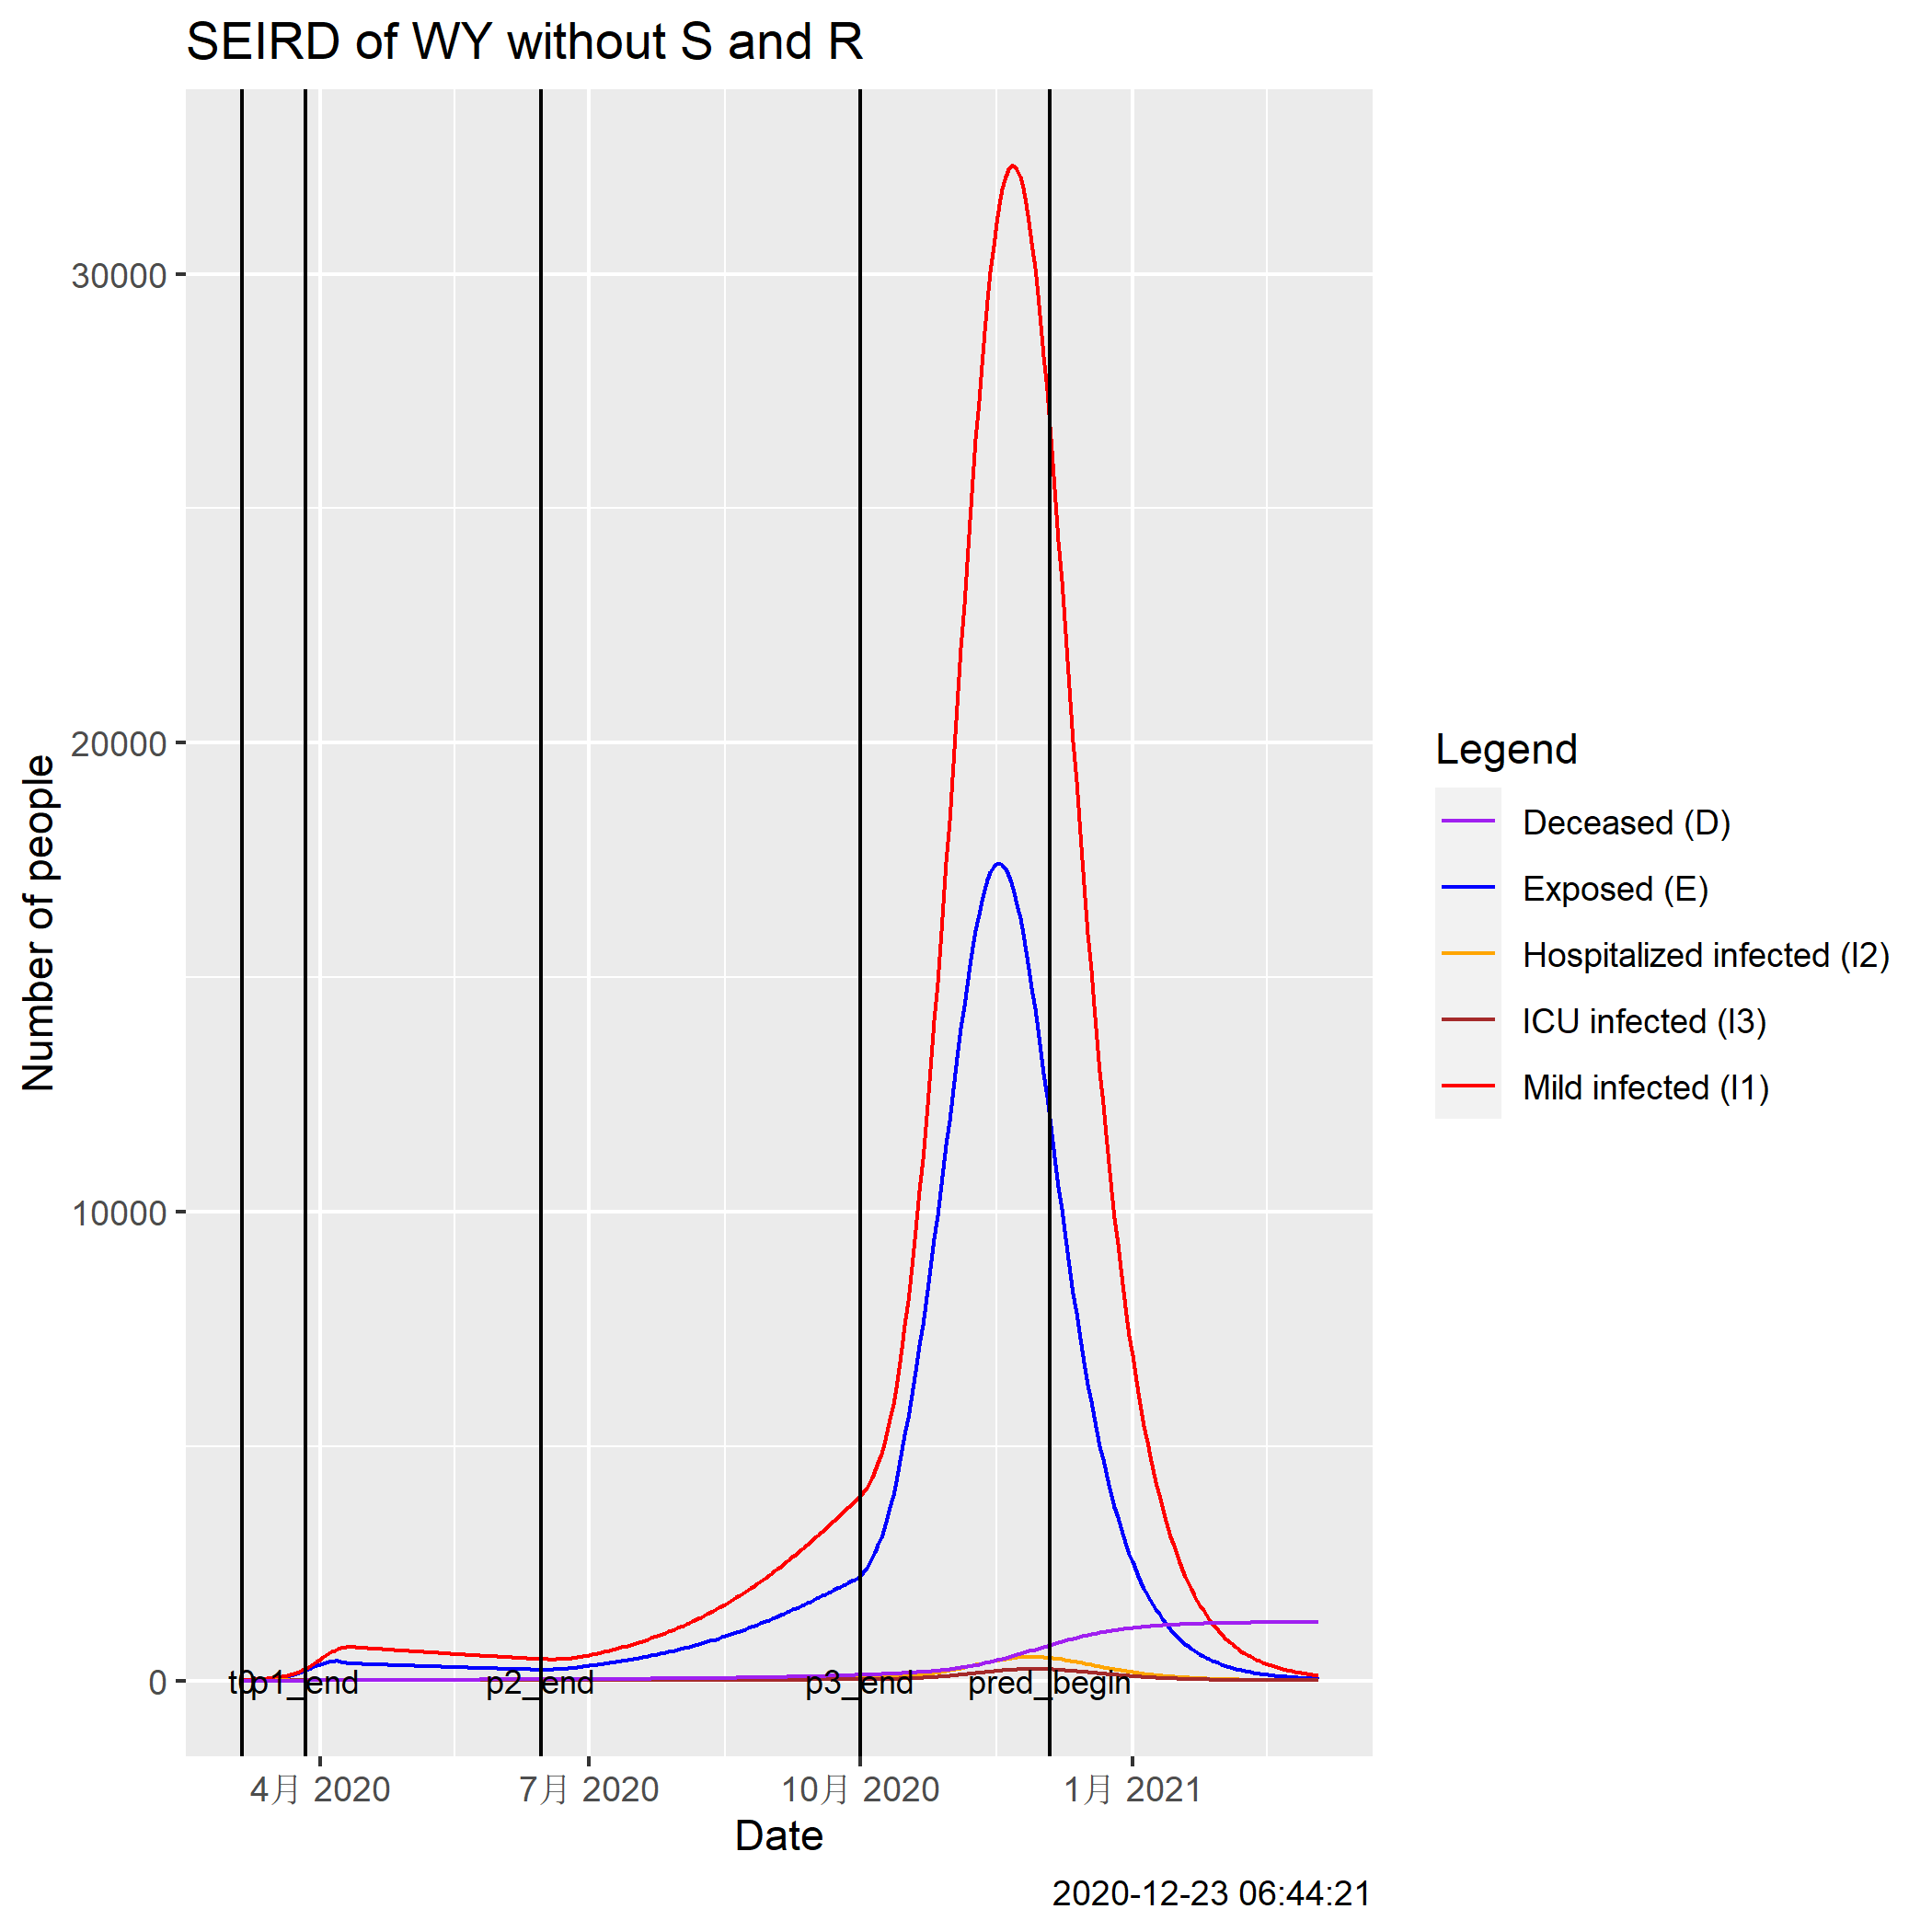 SEIRD of WY without S and R
Number of people
30000
20000
10000
0
t0
p1_end
p2_end
p3_end
pred_begin
4月 2020
7月 2020
10月 2020
1月 2021
Date
Legend
Deceased (D)
Exposed (E)
Hospitalized infected (I2)
ICU infected (I3)
Mild infected (I1)
2020-12-23 06:44:21